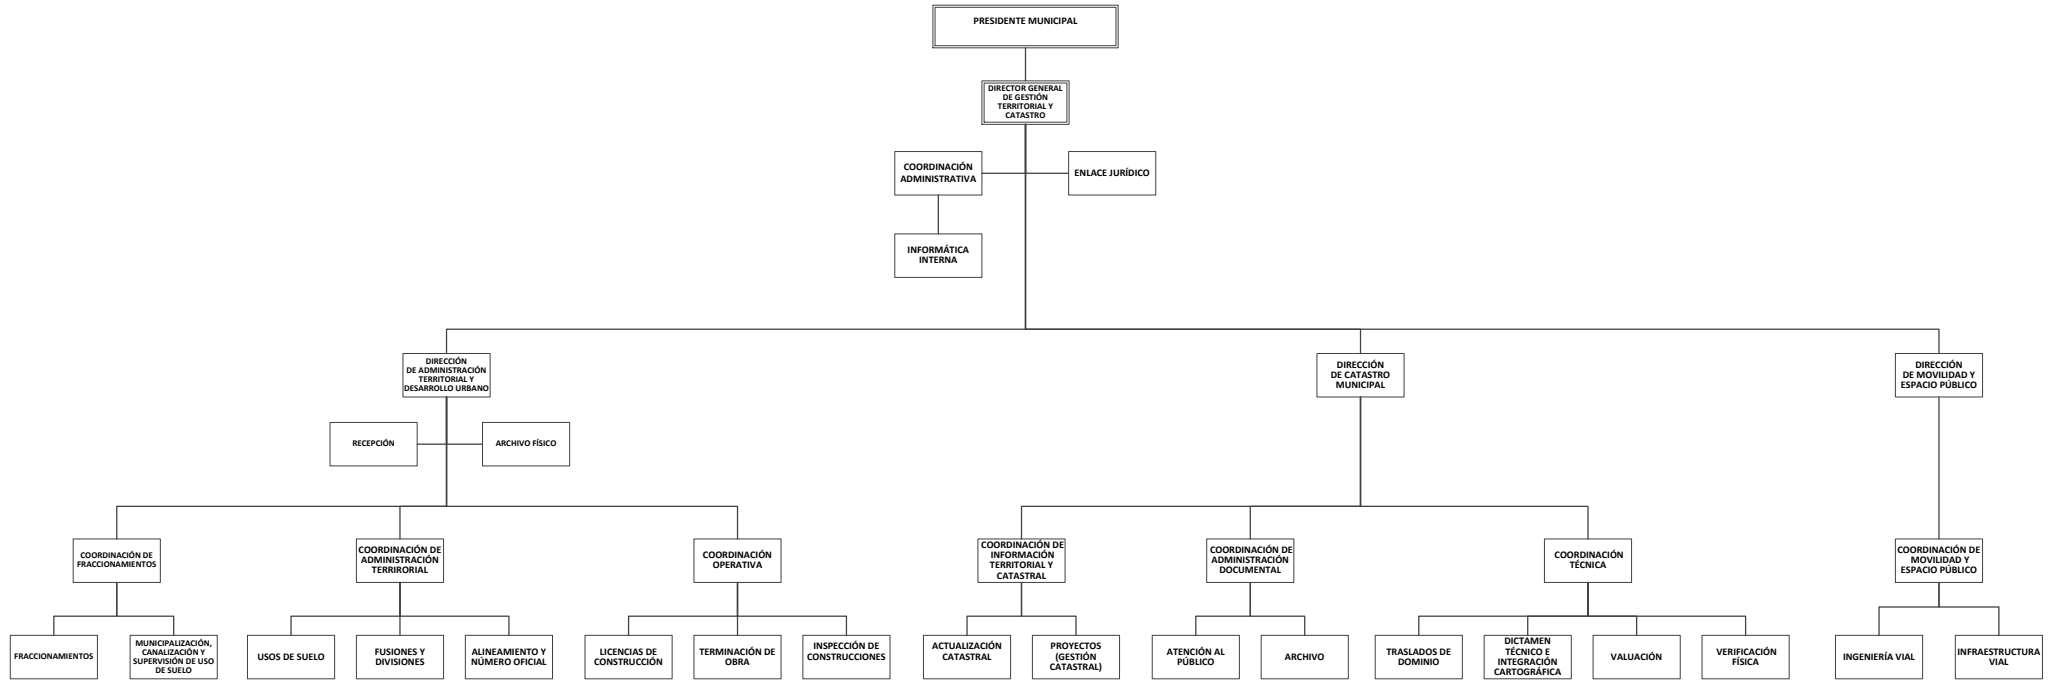 PRESIDENTE MUNICIPAL
DIRECTOR GENERAL
DE GESTIÓN
TERRITORIAL Y
CATASTRO
COORDINACIÓN
ADMINISTRATIVA
ENLACE JURÍDICO
INFORMÁTICA
INTERNA
DIRECCIÓN
DE ADMINISTRACIÓN
TERRITORIAL Y
DESARROLLO URBANO
DIRECCIÓN
DE CATASTRO
MUNICIPAL
DIRECCIÓN
DE MOVILIDAD Y
ESPACIO PÚBLICO
RECEPCIÓN
ARCHIVO FÍSICO
COORDINACIÓN DE
FRACCIONAMIENTOS
COORDINACIÓN DE
ADMINISTRACIÓN
TERRIRORIAL
COORDINACIÓN
OPERATIVA
COORDINACIÓN DE
INFORMACIÓN
TERRITORIAL Y
CATASTRAL
COORDINACIÓN DE
ADMINISTRACIÓN
DOCUMENTAL
COORDINACIÓN
TÉCNICA
COORDINACIÓN DE
MOVILIDAD Y
ESPACIO PÚBLICO
FRACCIONAMIENTOS
MUNICIPALIZACIÓN,
CANALIZACIÓN Y
SUPERVISIÓN DE USO
DE SUELO
USOS DE SUELO
FUSIONES Y
DIVISIONES
ALINEAMIENTO Y
NÚMERO OFICIAL
LICENCIAS DE
CONSTRUCCIÓN
TERMINACIÓN DE
OBRA
INSPECCIÓN DE
CONSTRUCCIONES
ACTUALIZACIÓN
CATASTRAL
PROYECTOS
(GESTIÓN
CATASTRAL)
ATENCIÓN AL
PÚBLICO
ARCHIVO
TRASLADOS DE
DOMINIO
DICTAMEN
TÉCNICO E
INTEGRACIÓN
CARTOGRÁFICA
VALUACIÓN
VERIFICACIÓN
FÍSICA
INGENIERÍA VIAL
INFRAESTRUCTURA
VIAL